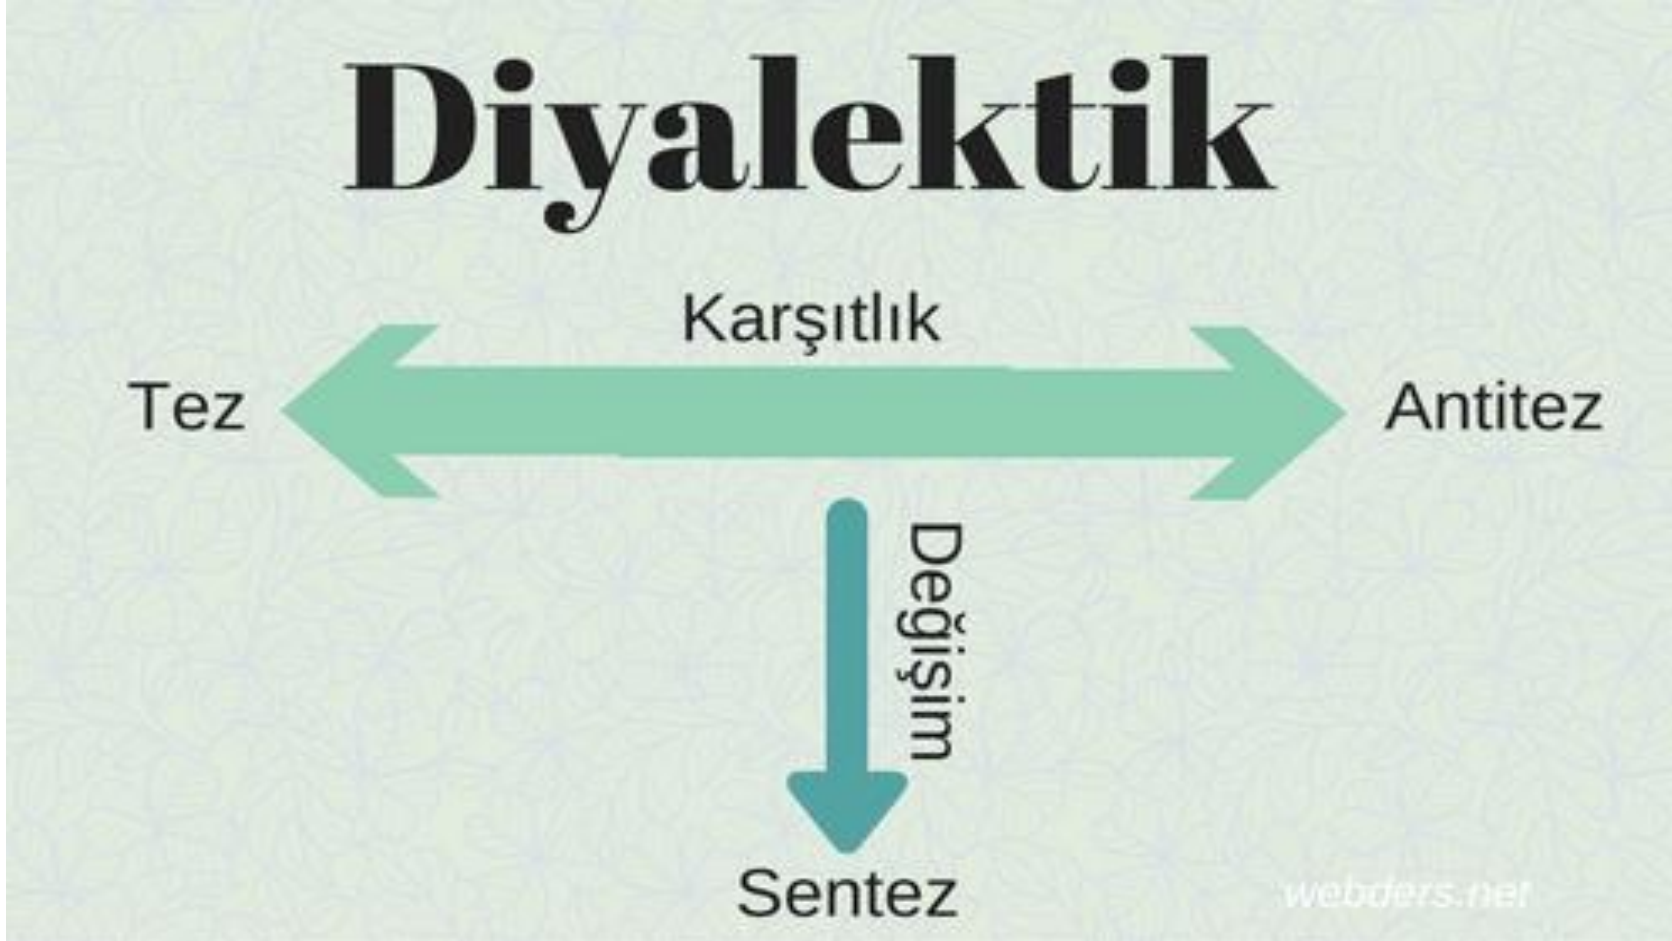 Diyalektik
Karşıtlık
Tez
Antitez
Değişim
Sentez
webders.net